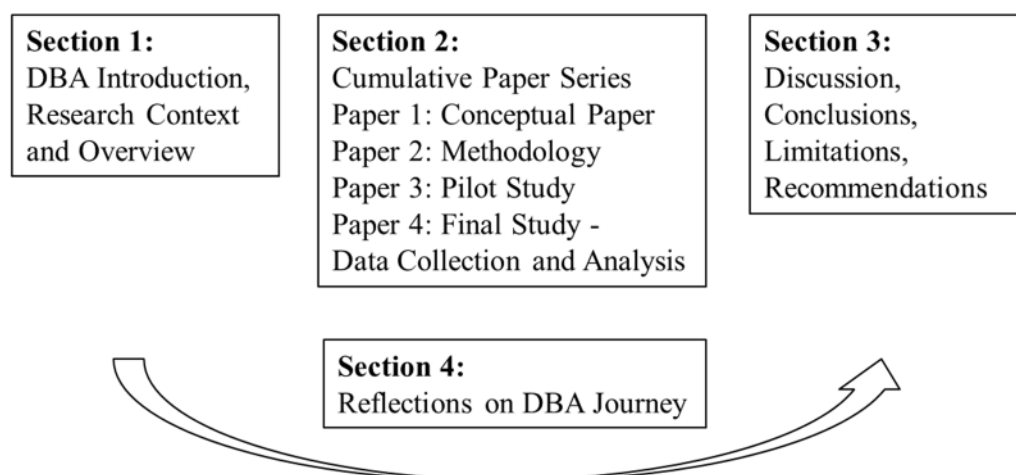 Section 1:
DBA Introduction,
Research Context
and Overview
Section 2:
Cumulative Paper Series
Paper 1: Conceptual Paper
Paper 2: Methodology
Paper 3: Pilot Study
Paper 4: Final Study -
Data Collection and Analysis
Section 3:
Discussion,
Conclusions,
Limitations,
Recommendations
Section 4:
Reflections on DBA Journey